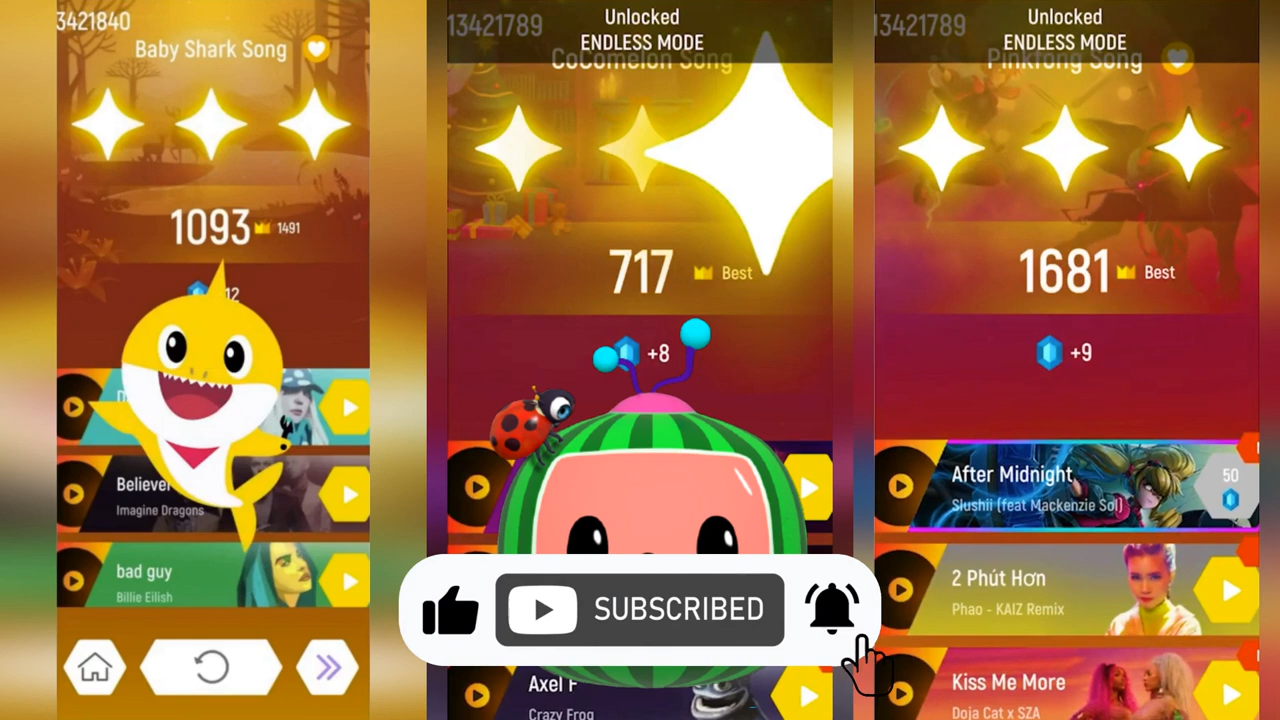 3421840
Baby Shark Song
1093
1491
12
Believer
Imagine Dragons
bad guy
Billie Eilish
13421789
Unlocked
ENDLESS MODE
CoComelon Song
717
Best
+8
SUBSCRIBED
Axel F
Crazy Frog
13421789
Unlocked
ENDLESS MODE
Pinkfong Song
1681
Best
+9
After Midnight
Slushii (feat Mackenzie Sol)
50
2 Phút Hơn
Phao - KAIZ Remix
Kiss Me More
Doja Cat x SZA